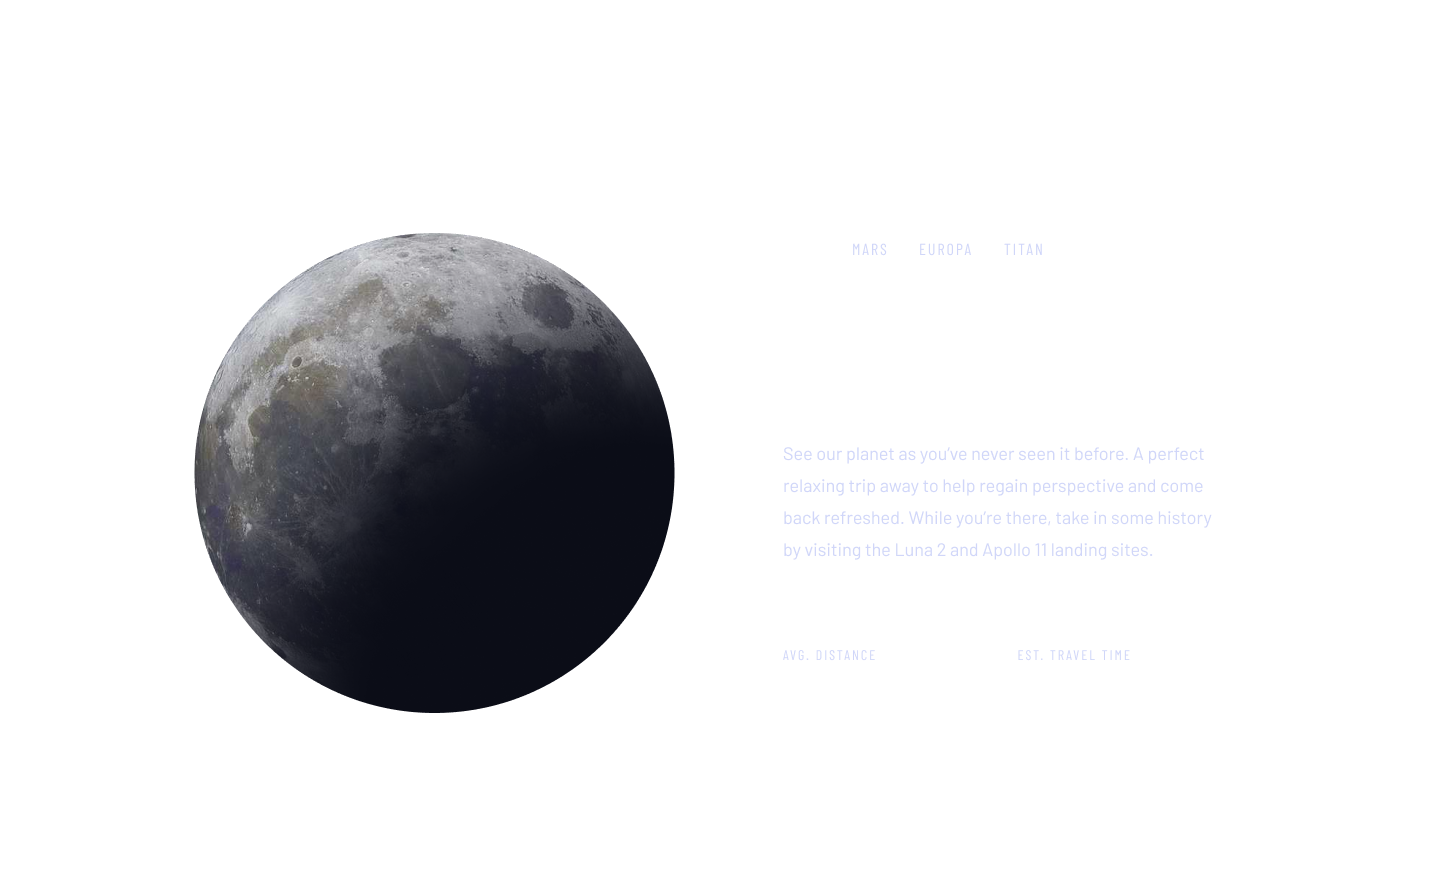 MARS EUROPA TITAN
See our planet as you've never seen it before. A perfect
relaxing trip away to help regain perspective and come
back refreshed. While you're there, take in some history
by visiting the Luna 2 and Apollo 11 landing sites.
AVG. DISTANCE EST. TRAVEL TIME